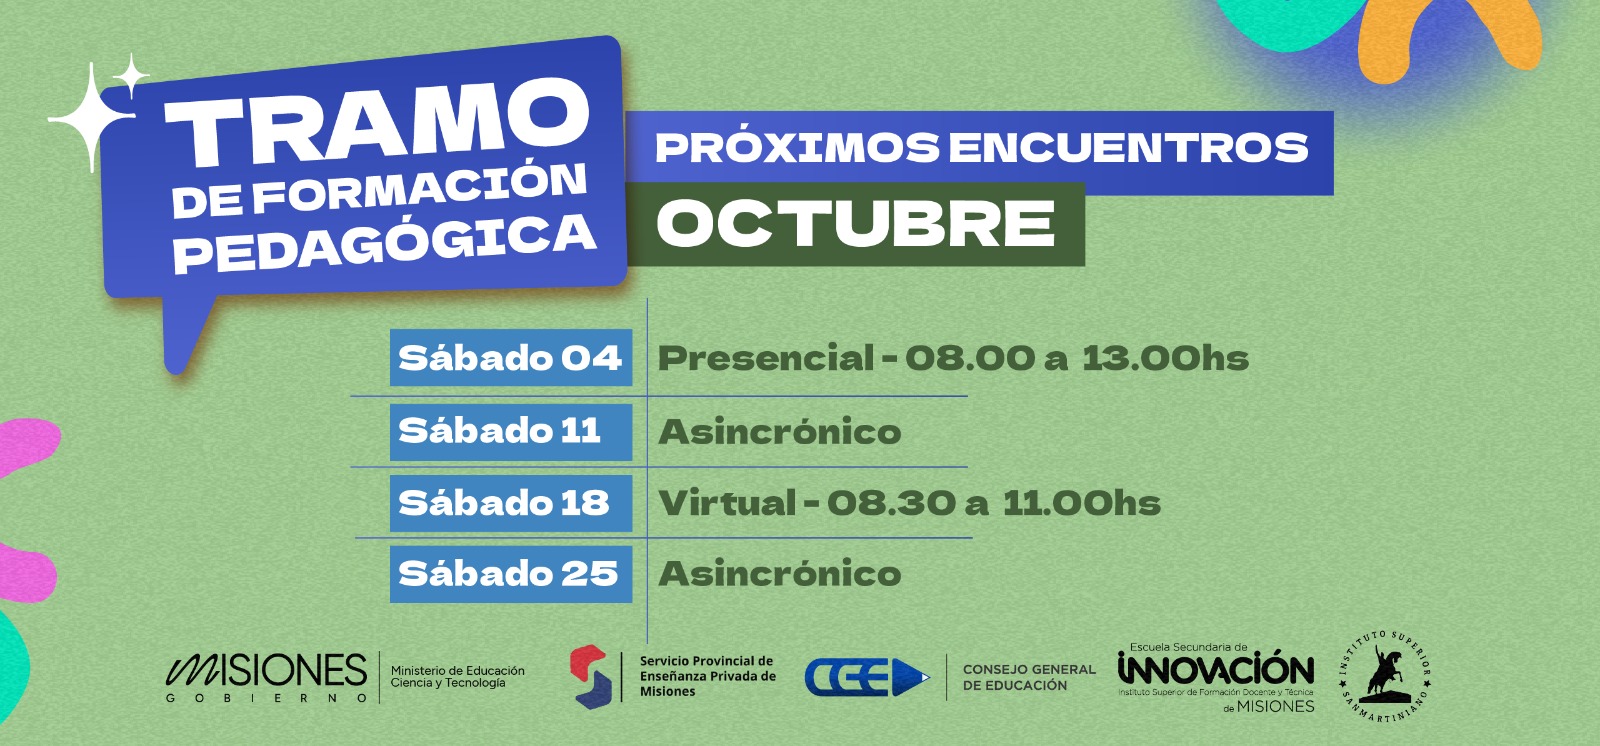 TRAMO
DE FORMACIÓN
PEDAGÓGICA
PRÓXIMOS ENCUENTROS
OCTUBRE
Sábado 04 Presencial - 08.00 a 13.00hs
Sábado 11 Asincrónico
Sábado 18 Virtual - 08.30 a 11.00hs
Sábado 25 Asincrónico
MISIONES
GOBIERNO
Ministerio de Educación
Ciencia y Tecnología
Servicio Provincial de
Enseñanza Privada de
Misiones
CGE
CONSEJO GENERAL
DE EDUCACIÓN
Escuela Secundaria de
iNNOVACIÓN
Instituto Superior de Formación Docente y Técnica
de MISIONES
INSTITUTO SUPERIOR
SANMARTINIANO